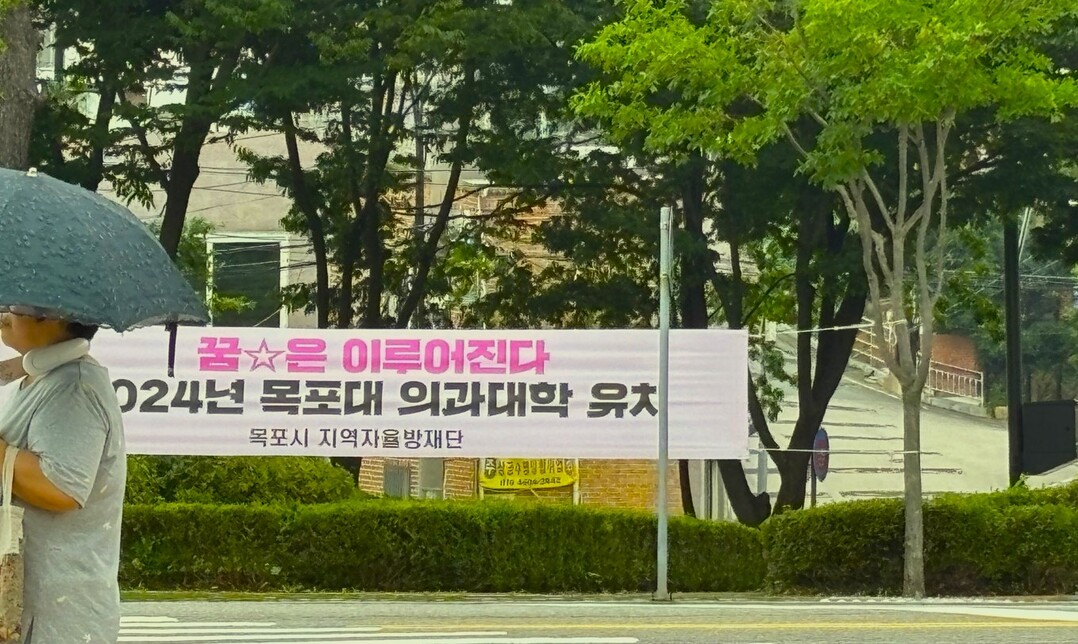 꿈☆은 이루어진다
024년 목포대 의과대학 유치
목포시 지역자율방재단